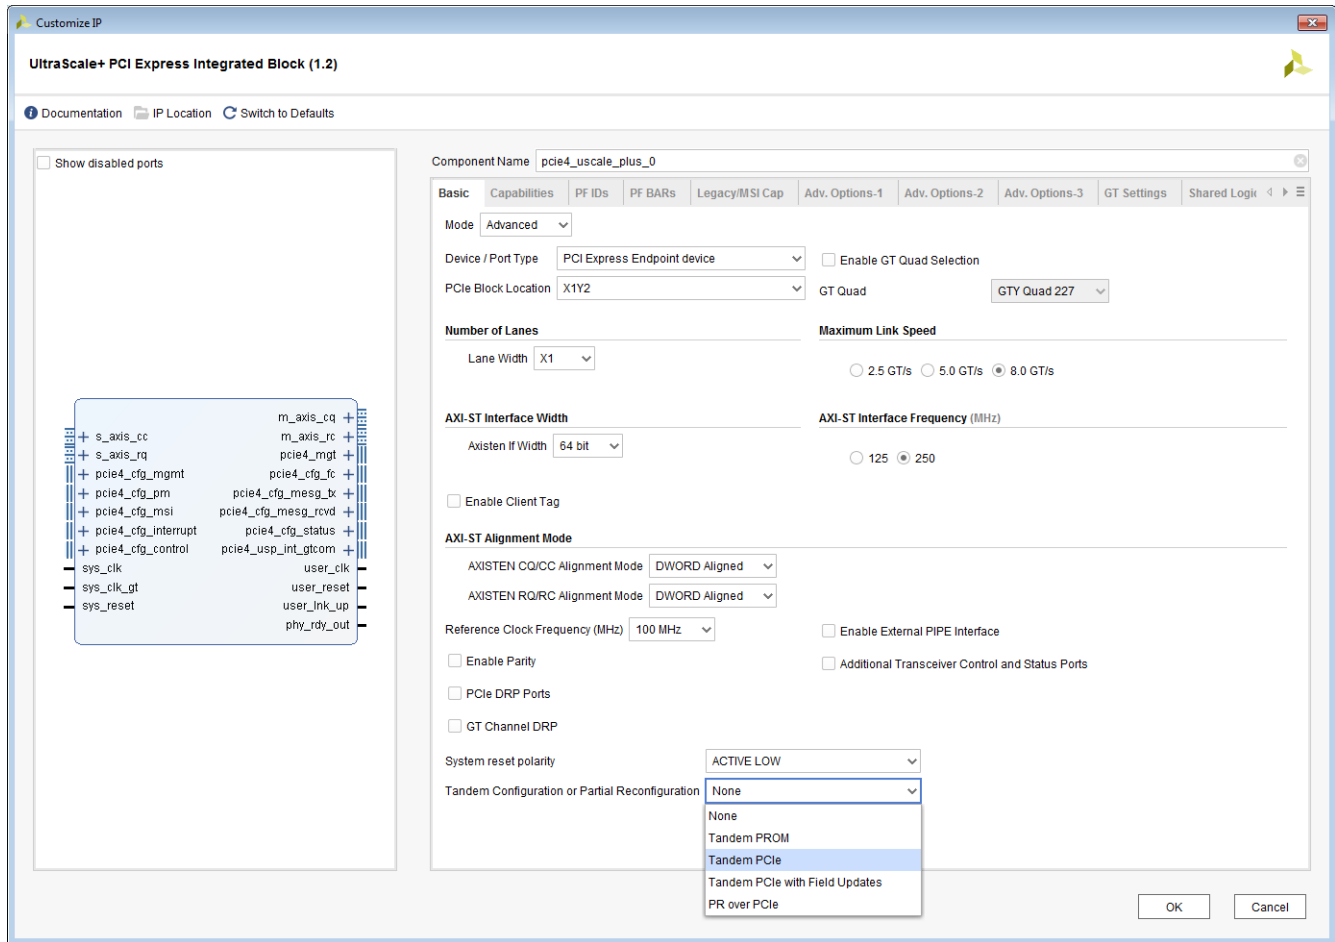 Customize IP
UltraScale+ PCI Express Integrated Block (1.2)
Documentation IP Location Switch to Defaults
Show disabled ports
m_axis_cq
s_axis_cc m_axis_rc
s_axis_rq pcie4_mgt
pcie4_cfg_mgmt pcie4_cfg_fc
pcie4_cfg_pm pcie4_cfg_mesg_tx
pcie4_cfg_msi pcie4_cfg_mesg_rcvd
pcie4_cfg_interrupt pcie4_cfg_status
pcie4_cfg_control pcie4_usp_int_gtcom
sys_clk user_clk
sys_clk_gt user_reset
sys_reset user_lnk_up
phy_rdy_out
Component Name pcie4_uscale_plus_0
Basic Capabilities PF IDs PF BARs Legacy/MSI Cap Adv. Options-1 Adv. Options-2 Adv. Options-3 GT Settings Shared Logic
Mode Advanced
Device / Port Type PCI Express Endpoint device Enable GT Quad Selection
PCIe Block Location X1Y2 GT Quad GTY Quad 227
Number of Lanes Maximum Link Speed
Lane Width X1 2.5 GT/s 5.0 GT/s 8.0 GT/s
AXI-ST Interface Width AXI-ST Interface Frequency (MHz)
Axisten If Width 64 bit 125 250
Enable Client Tag
AXI-ST Alignment Mode
AXISTEN CQ/CC Alignment Mode DWORD Aligned
AXISTEN RQ/RC Alignment Mode DWORD Aligned
Reference Clock Frequency (MHz) 100 MHz Enable External PIPE Interface
Enable Parity Additional Transceiver Control and Status Ports
PCIe DRP Ports
GT Channel DRP
System reset polarity ACTIVE LOW
Tandem Configuration or Partial Reconfiguration None
None
Tandem PROM
Tandem PCIe
Tandem PCIe with Field Updates
PR over PCIe
OK Cancel